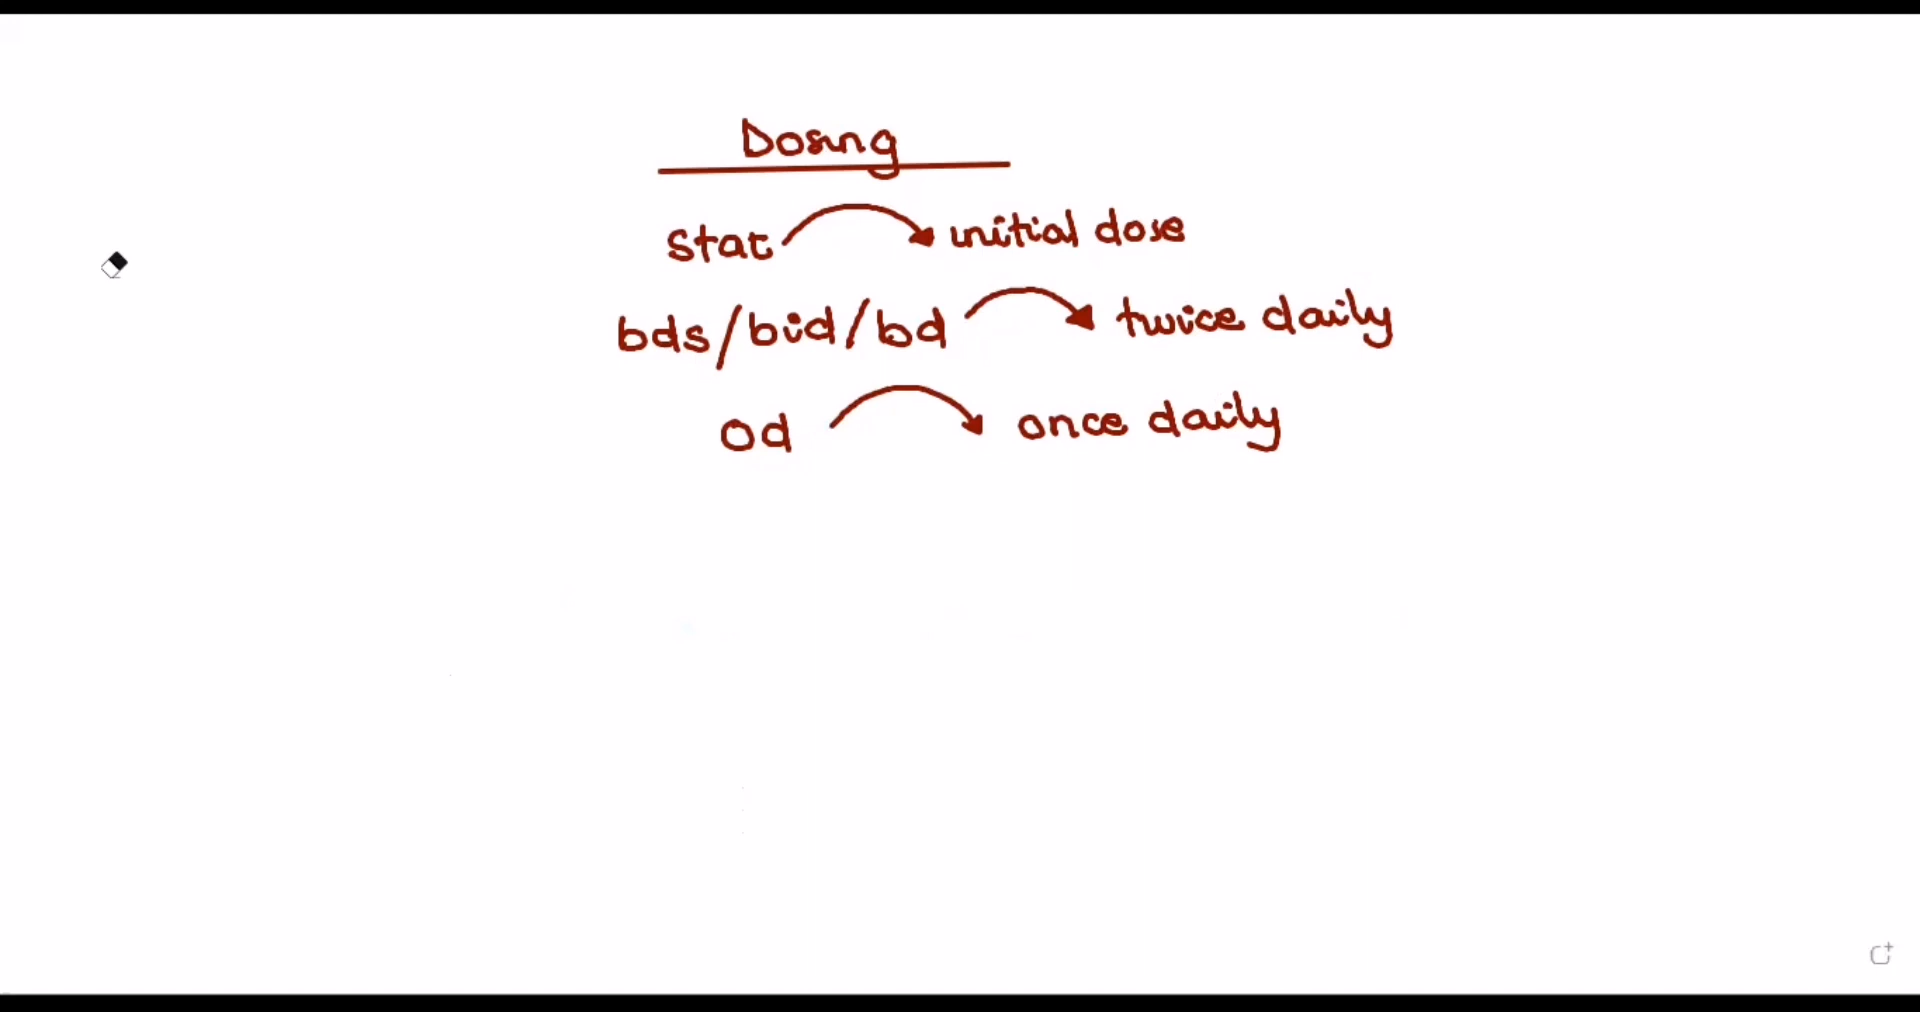 Dosing
Stat → initial dose
bds/bid/bd → twice daily
od → once daily